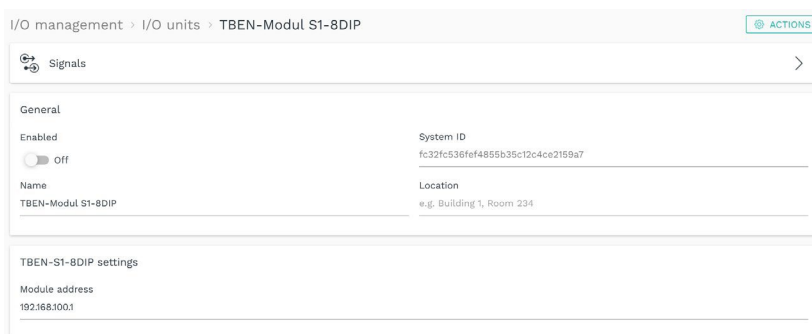 I/O management > I/O units > TBEN-Modul S1-8DIP
ACTIONS
Signals
General
Enabled
Off
System ID
fc32fc536fef4855b35c12c4ce2159a7
Name
TBEN-Modul S1-8DIP
Location
e.g. Building 1, Room 234
TBEN-S1-8DIP settings
Module address
192.168.100.1